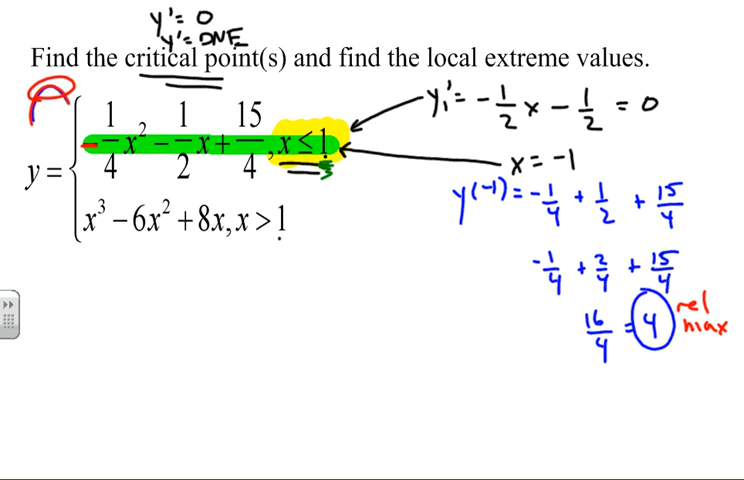 y' = 0
y' = DNE
Find the critical point(s) and find the local extreme values.
y = { -1/4 x² - 1/2 x + 15/4, x ≤ 1
x³ - 6x² + 8x, x > 1
y₁' = -1/2 x - 1/2 = 0
x = -1
y(-1) = -1/4 + 1/2 + 15/4
-1/4 + 2/4 + 15/4
16/4 = 4 rel max